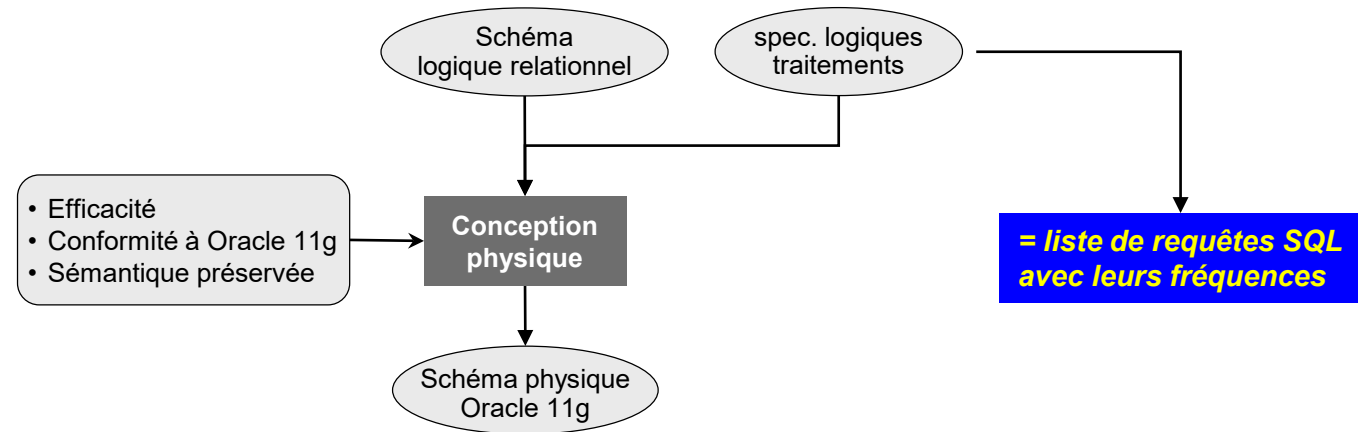 Schéma
logique relationnel
spec. logiques
traitements
• Efficacité
• Conformité à Oracle 11g
• Sémantique préservée
Conception
physique
= liste de requêtes SQL
avec leurs fréquences
Schéma physique
Oracle 11g